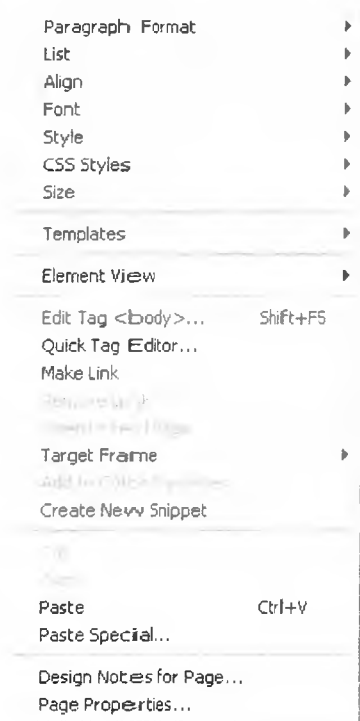 Paragraph Format
List
Align
Font
Style
CSS Styles
Size
Templates
Element View
Edit Tag <body>... Shift+F5
Quick Tag Editor...
Make Link
Target Frame
Create New Snippet
Paste Ctrl+V
Paste Special...
Design Notes for Page...
Page Properties...